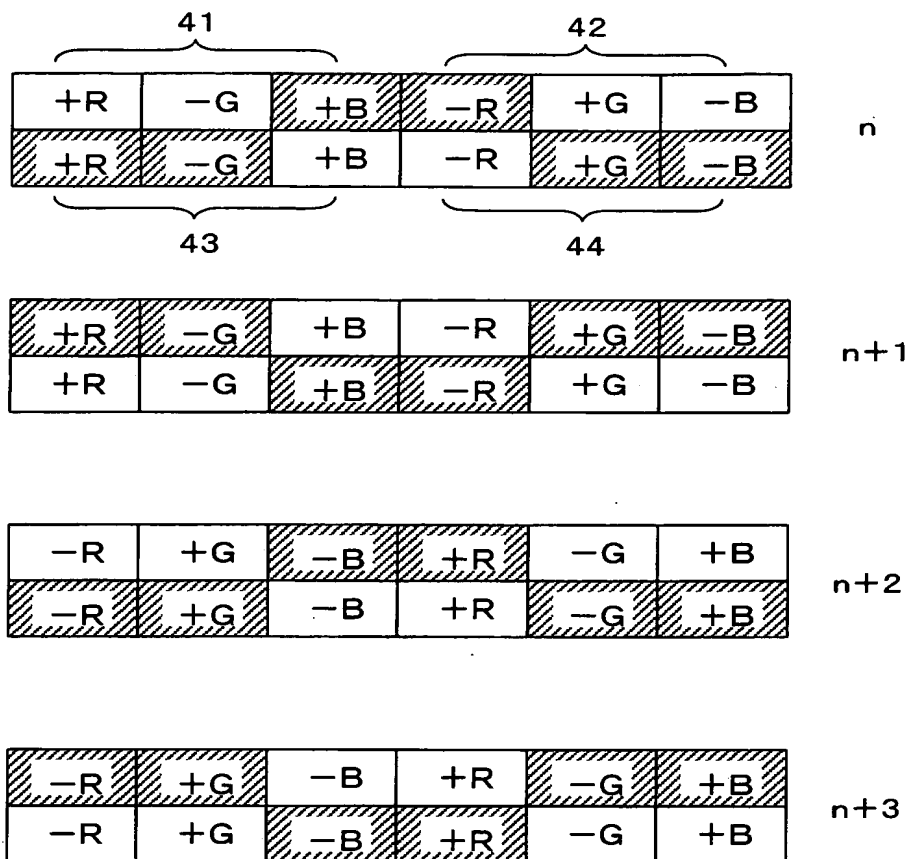 41 42
+R −G +B −R +G −B
n
+R −G +B −R +G −B
43 44
+R −G +B −R +G −B
n+1
+R −G +B −R +G −B
−R +G −B +R −G +B
n+2
−R +G −B +R −G +B
−R +G −B +R −G +B
n+3
−R +G −B +R −G +B